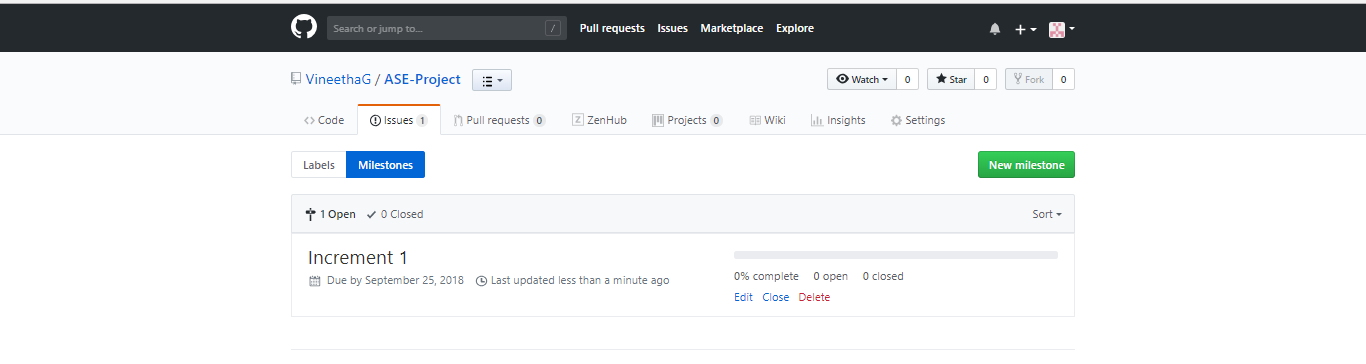 Search or jump to... / Pull requests Issues Marketplace Explore
VineethaG / ASE-Project Watch 0 Star 0 Fork 0
Code Issues 1 Pull requests 0 Z ZenHub Projects 0 Wiki Insights Settings
Labels Milestones New milestone
1 Open 0 Closed Sort
Increment 1
Due by September 25, 2018 Last updated less than a minute ago
0% complete 0 open 0 closed
Edit Close Delete